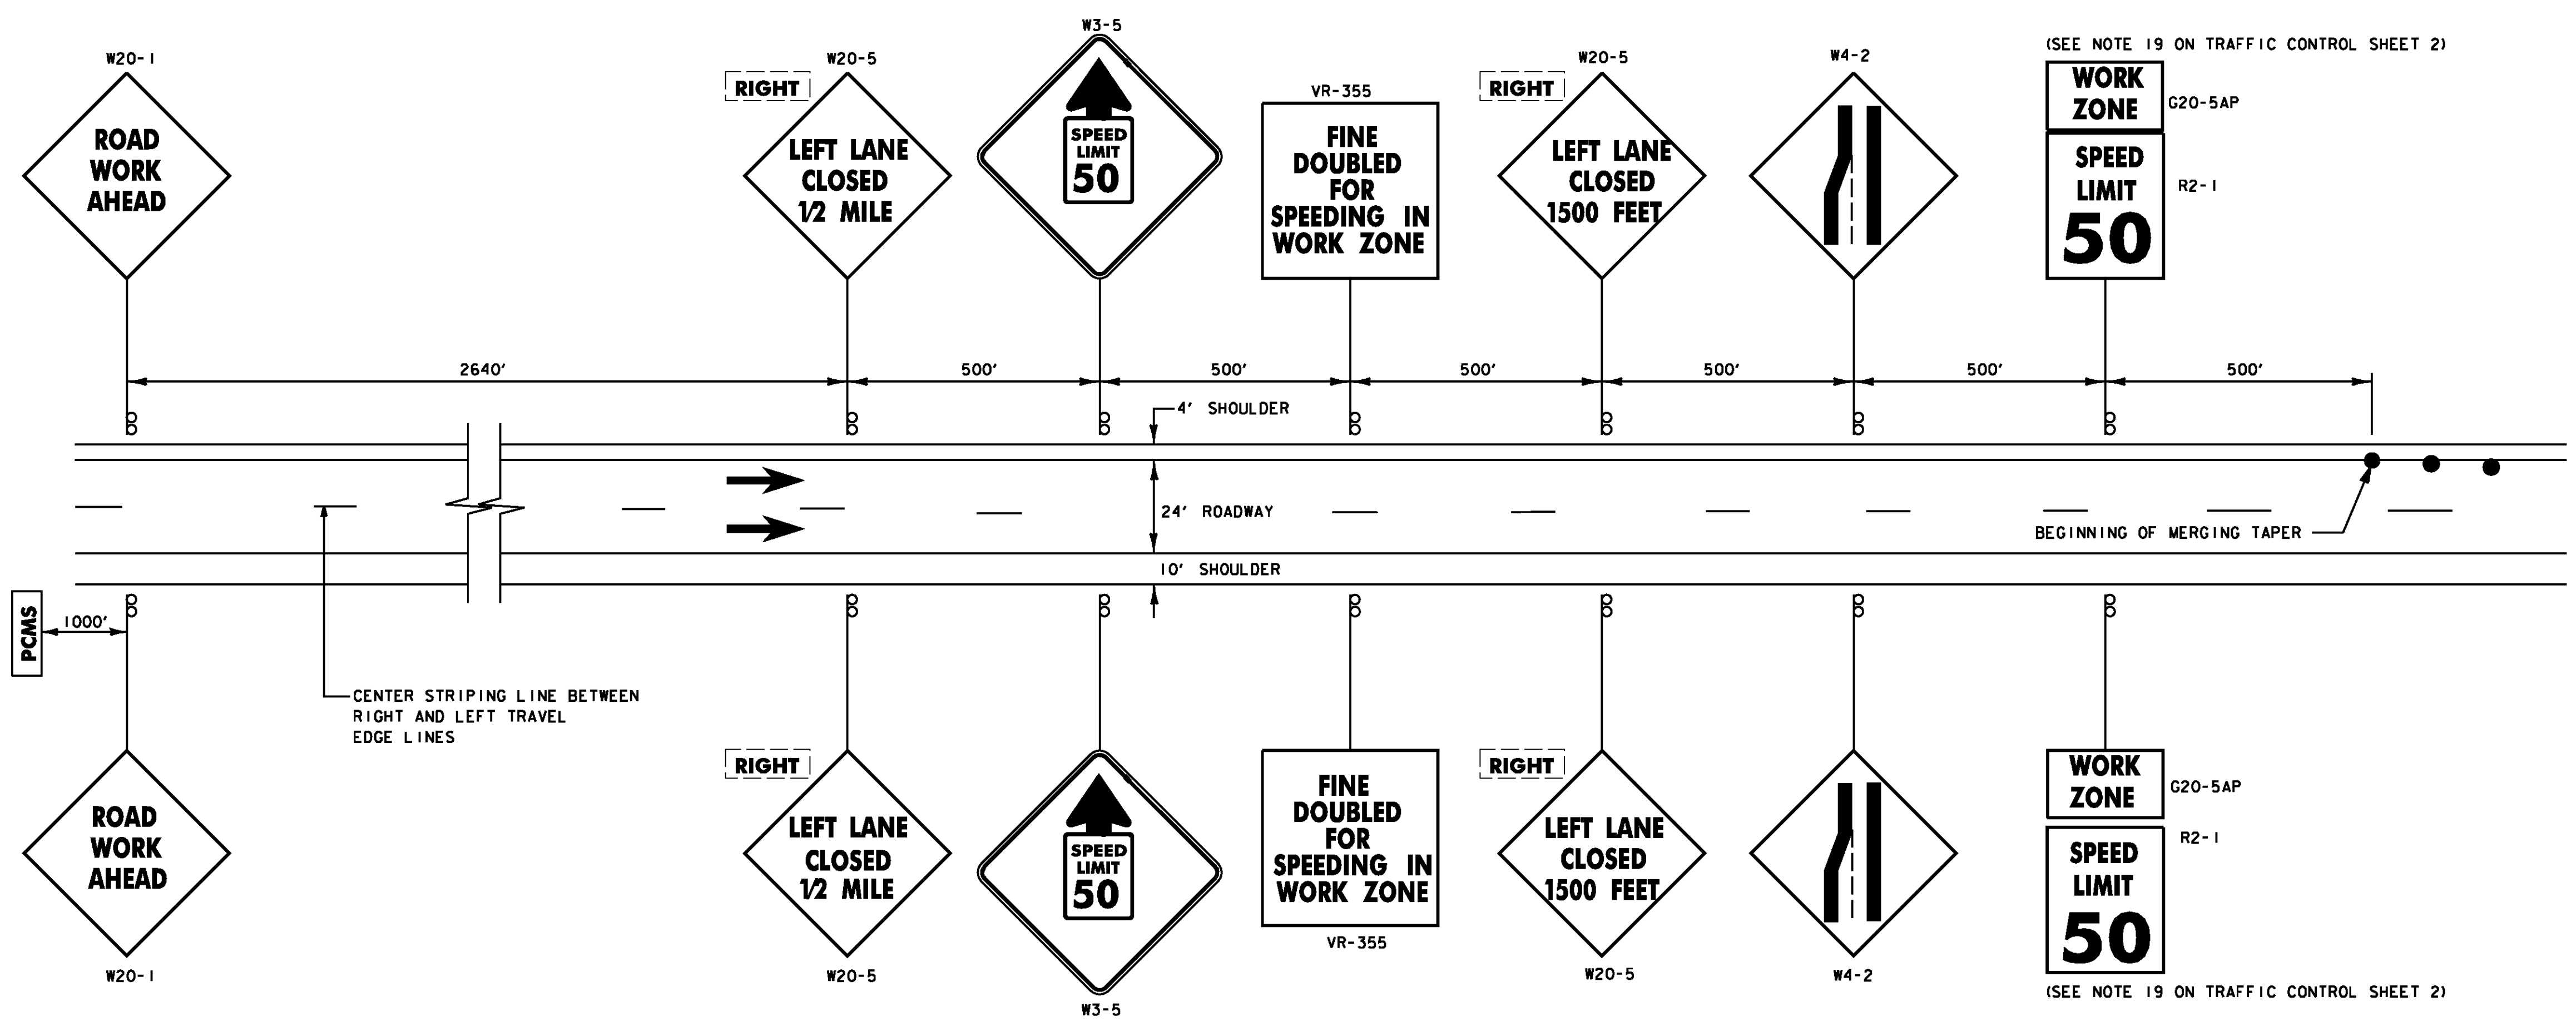 W3-5
(SEE NOTE 19 ON TRAFFIC CONTROL SHEET 2)
W20-1
W20-5
W20-5
W4-2
ROAD
WORK
AHEAD
RIGHT
LEFT LANE
CLOSED
1/2 MILE
SPEED
LIMIT
50
VR-355
FINE
DOUBLED
FOR
SPEEDING IN
WORK ZONE
RIGHT
LEFT LANE
CLOSED
1500 FEET
WORK
ZONE
G20-5AP
SPEED
LIMIT
50
R2-1
2640'
500'
500'
500'
500'
500'
500'
4' SHOULDER
24' ROADWAY
BEGINNING OF MERGING TAPER
10' SHOULDER
PCMS
1000'
CENTER STRIPING LINE BETWEEN
RIGHT AND LEFT TRAVEL
EDGE LINES
ROAD
WORK
AHEAD
W20-1
RIGHT
LEFT LANE
CLOSED
1/2 MILE
W20-5
SPEED
LIMIT
50
W3-5
FINE
DOUBLED
FOR
SPEEDING IN
WORK ZONE
VR-355
RIGHT
LEFT LANE
CLOSED
1500 FEET
W20-5
W4-2
WORK
ZONE
G20-5AP
R2-1
SPEED
LIMIT
50
(SEE NOTE 19 ON TRAFFIC CONTROL SHEET 2)